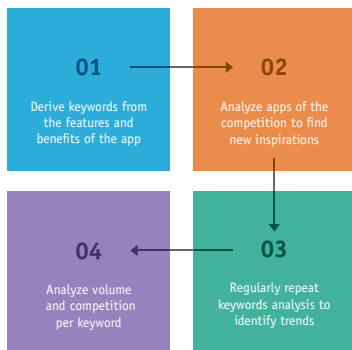 01
Derive keywords from
the features and
benefits of the app
02
Analyze apps of the
competition to find
new inspirations
03
Regularly repeat
keywords analysis to
identify trends
04
Analyze volume
and competition
per keyword